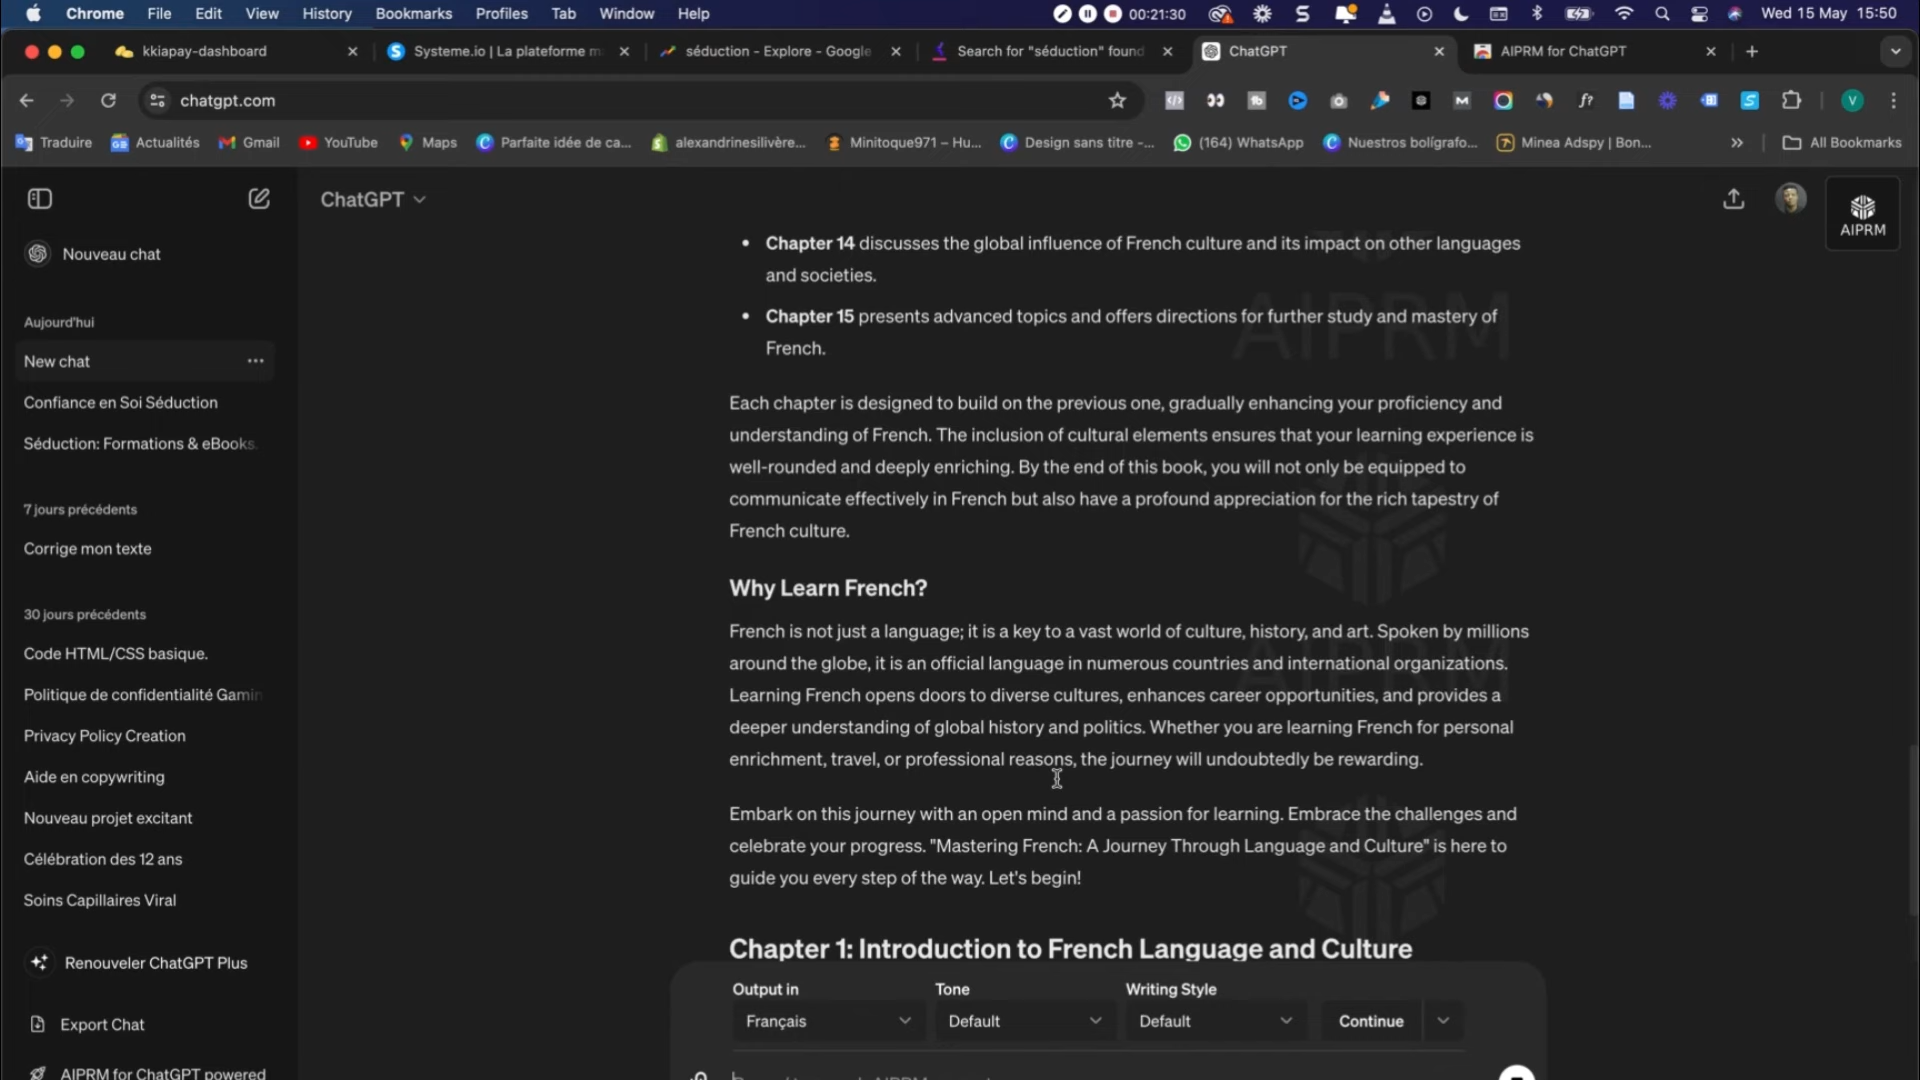 Chrome File Edit View History Bookmarks Profiles Tab Window Help 00:21:30 Wed 15 May 15:50
kkiapay-dashboard Systeme.io | La plateforme m séduction - Explore - Google Search for "séduction" found ChatGPT AIPRM for ChatGPT
chatgpt.com
Traduire Actualités Gmail YouTube Maps Parfaite idée de ca... alexandrinesilivère... Minitoque971 – Hu... Design sans titre -... (164) WhatsApp Nuestros bolígrafo... Minea Adspy | Bon... All Bookmarks
ChatGPT
AIPRM
Nouveau chat
Aujourd'hui
New chat
Confiance en Soi Séduction
Séduction: Formations & eBooks.
7 jours précédents
Corrige mon texte
30 jours précédents
Code HTML/CSS basique.
Politique de confidentialité Gamin
Privacy Policy Creation
Aide en copywriting
Nouveau projet excitant
Célébration des 12 ans
Soins Capillaires Viral
Renouveler ChatGPT Plus
Export Chat
AIPRM for ChatGPT powered
• Chapter 14 discusses the global influence of French culture and its impact on other languages
and societies.
• Chapter 15 presents advanced topics and offers directions for further study and mastery of
French.
AIPRM
Each chapter is designed to build on the previous one, gradually enhancing your proficiency and
understanding of French. The inclusion of cultural elements ensures that your learning experience is
well-rounded and deeply enriching. By the end of this book, you will not only be equipped to
communicate effectively in French but also have a profound appreciation for the rich tapestry of
French culture.
Why Learn French?
French is not just a language; it is a key to a vast world of culture, history, and art. Spoken by millions
around the globe, it is an official language in numerous countries and international organizations.
Learning French opens doors to diverse cultures, enhances career opportunities, and provides a
deeper understanding of global history and politics. Whether you are learning French for personal
enrichment, travel, or professional reasons, the journey will undoubtedly be rewarding.
Embark on this journey with an open mind and a passion for learning. Embrace the challenges and
celebrate your progress. "Mastering French: A Journey Through Language and Culture" is here to
guide you every step of the way. Let's begin!
Chapter 1: Introduction to French Language and Culture
Output in Tone Writing Style
Français Default Default Continue